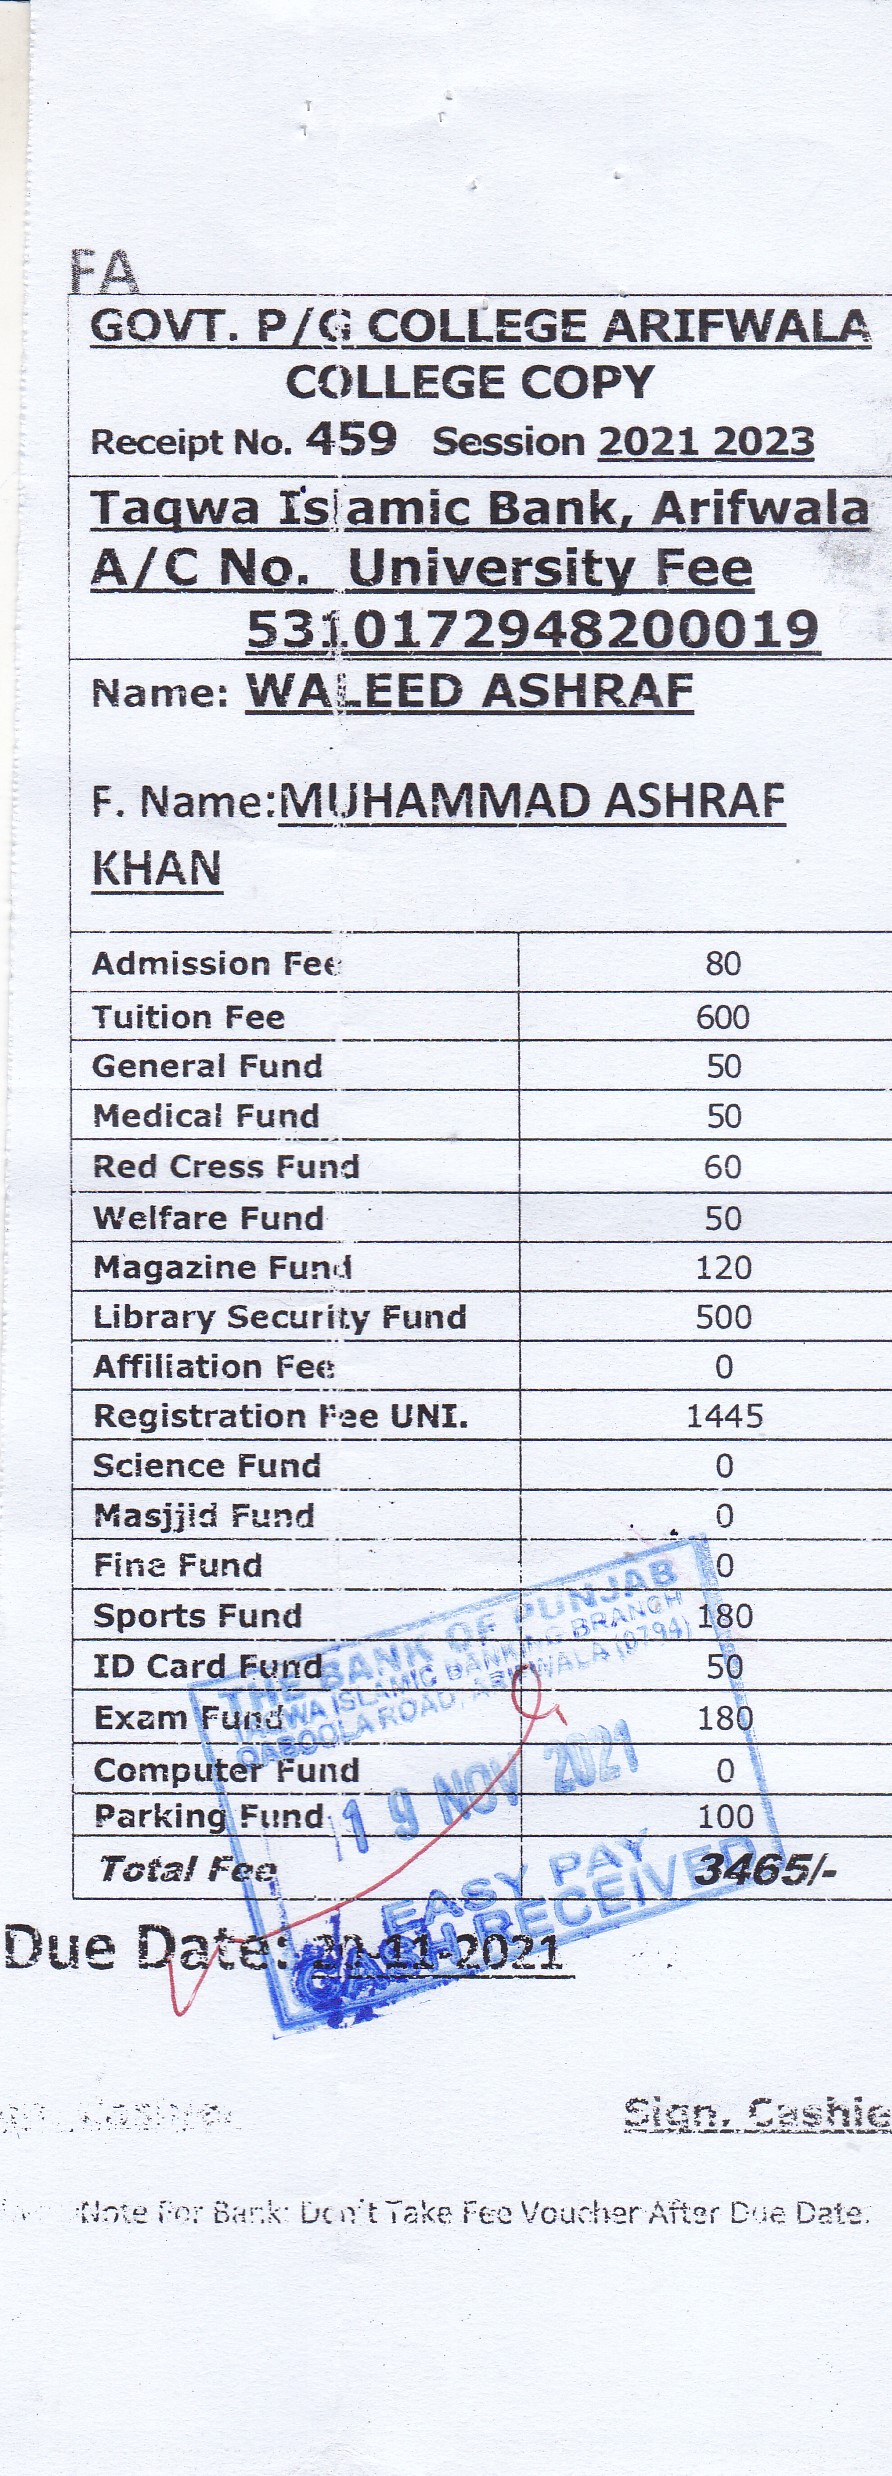 FA
GOVT. P/G COLLEGE ARIFWALA
COLLEGE COPY
Receipt No. 459 Session 2021 2023
Taqwa Islamic Bank, Arifwala
A/C No. University Fee
5310172948200019
Name: WALEED ASHRAF
F. Name:MUHAMMAD ASHRAF
KHAN
Admission Fee 80
Tuition Fee 600
General Fund 50
Medical Fund 50
Red Cress Fund 60
Welfare Fund 50
Magazine Fund 120
Library Security Fund 500
Affiliation Fee 0
Registration Fee UNI. 1445
Science Fund 0
Masjjid Fund 0
Fine Fund 0
Sports Fund 180
ID Card Fund 50
Exam Fund 180
Computer Fund 0
Parking Fund 100
Total Fee 3465/-
THE BANK OF PUNJAB
TAQWA ISLAMIC BANKING BRANCH
QABOOLA ROAD, ARIFWALA (0794)
19 NOV 2021
EASY PAY
CASH RECEIVED
Due Date: -11-2021
Sign. Cashie
Note For Bank: Don't Take Fee Voucher After Due Date.